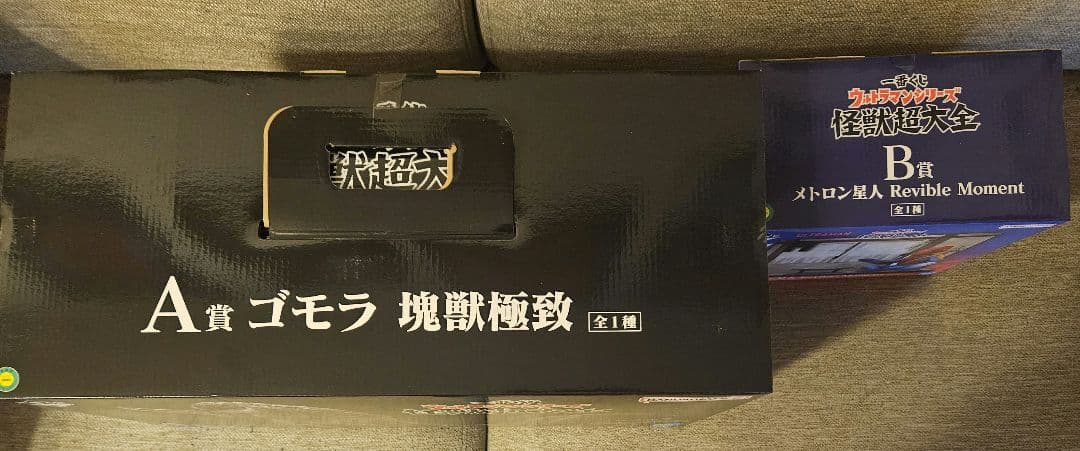 獣超大
A賞 ゴモラ 塊獣極致 全1種
一番くじ
ウルトラマンシリーズ
怪獣超大全
B賞
メトロン星人 Revible Moment
全1種